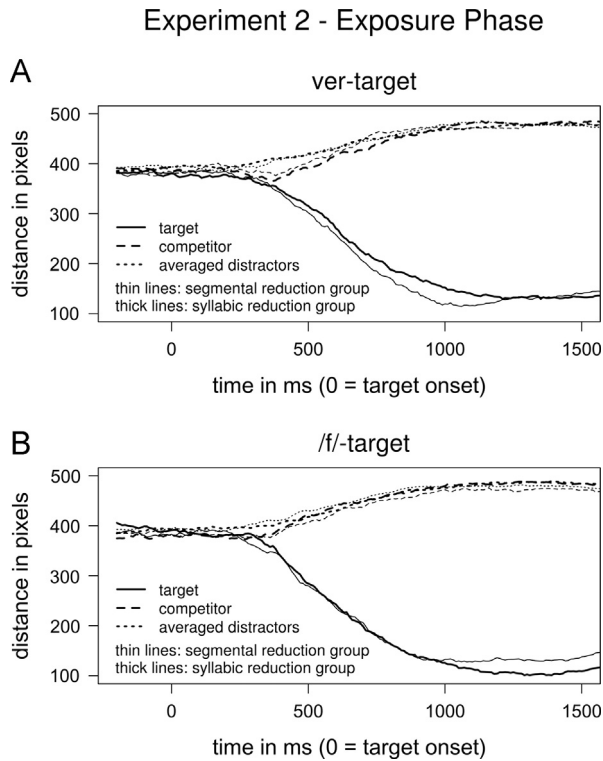 Experiment 2 - Exposure Phase
A
ver-target
500
400
300
200
100
distance in pixels
target
competitor
averaged distractors
thin lines: segmental reduction group
thick lines: syllabic reduction group
0 500 1000 1500
time in ms (0 = target onset)
B
/f/-target
500
400
300
200
100
distance in pixels
target
competitor
averaged distractors
thin lines: segmental reduction group
thick lines: syllabic reduction group
0 500 1000 1500
time in ms (0 = target onset)